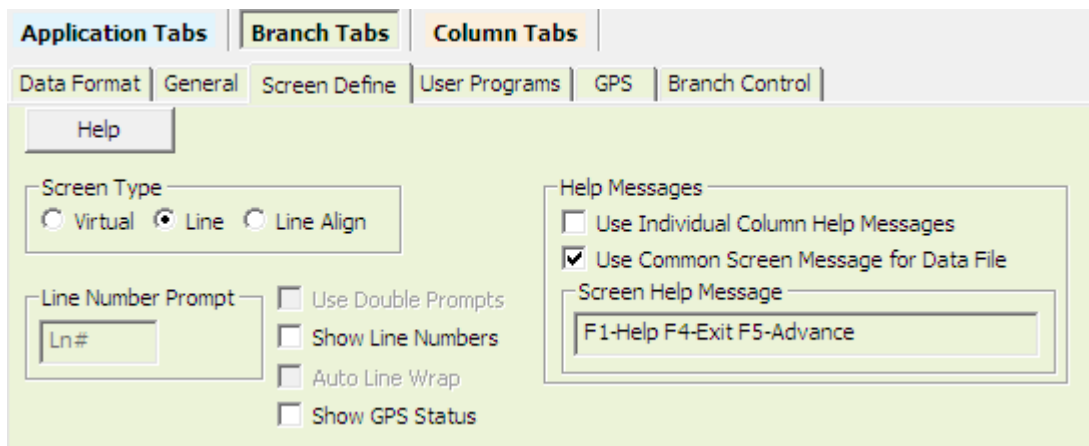 Application Tabs Branch Tabs Column Tabs
Data Format General Screen Define User Programs GPS Branch Control
Help
Screen Type
Virtual Line Line Align
Help Messages
Use Individual Column Help Messages
Use Common Screen Message for Data File
Screen Help Message
F1-Help F4-Exit F5-Advance
Line Number Prompt
Ln#
Use Double Prompts
Show Line Numbers
Auto Line Wrap
Show GPS Status